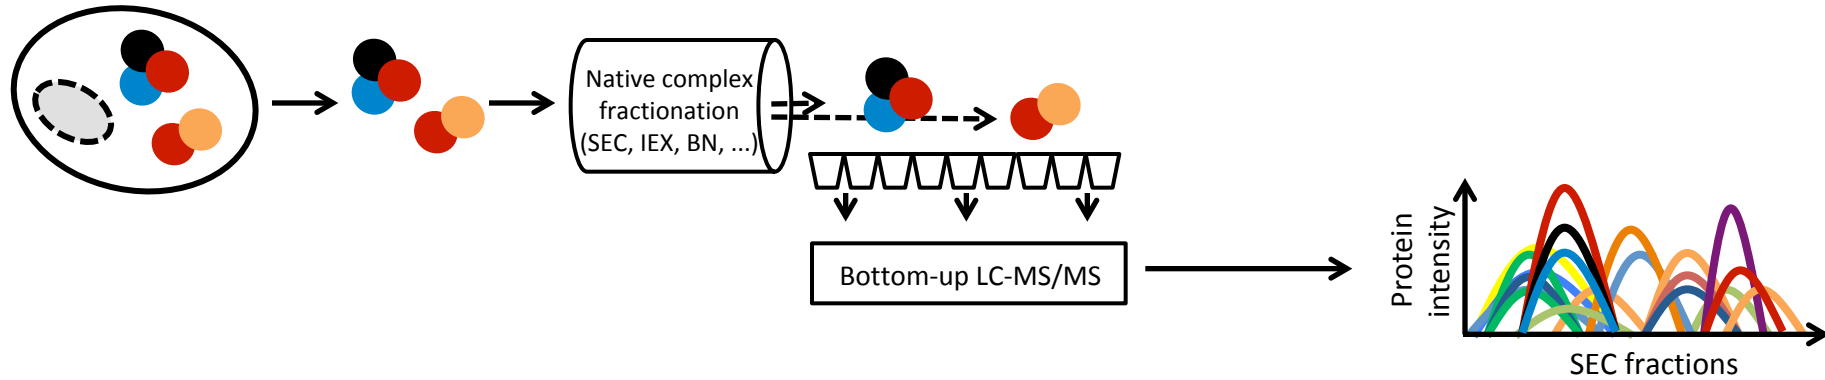 Native complex
fractionation
(SEC, IEX, BN, ...)
Bottom-up LC-MS/MS
Protein
intensity
SEC fractions